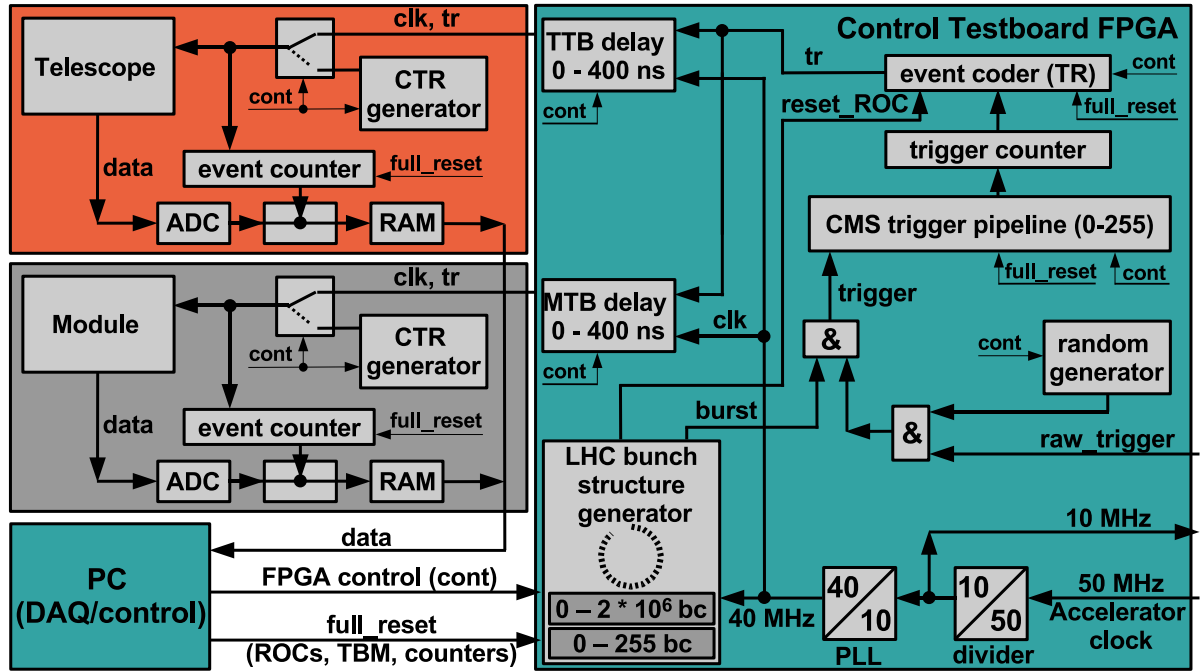 Telescope
clk, tr
cont
CTR
generator
data
event counter
full_reset
ADC
RAM
Module
clk, tr
cont
CTR
generator
data
event counter
full_reset
ADC
RAM
PC
(DAQ/control)
data
FPGA control (cont)
full_reset
(ROCs, TBM, counters)
Control Testboard FPGA
TTB delay
0 - 400 ns
cont
tr
event coder (TR)
cont
full_reset
reset_ROC
trigger counter
CMS trigger pipeline (0-255)
full_reset
cont
trigger
MTB delay
0 - 400 ns
cont
clk
&
cont
random
generator
burst
&
raw_trigger
LHC bunch
structure
generator
0 – 2 * 10⁶ bc
0 – 255 bc
40 MHz
40
10
PLL
10
50
divider
10 MHz
50 MHz
Accelerator
clock